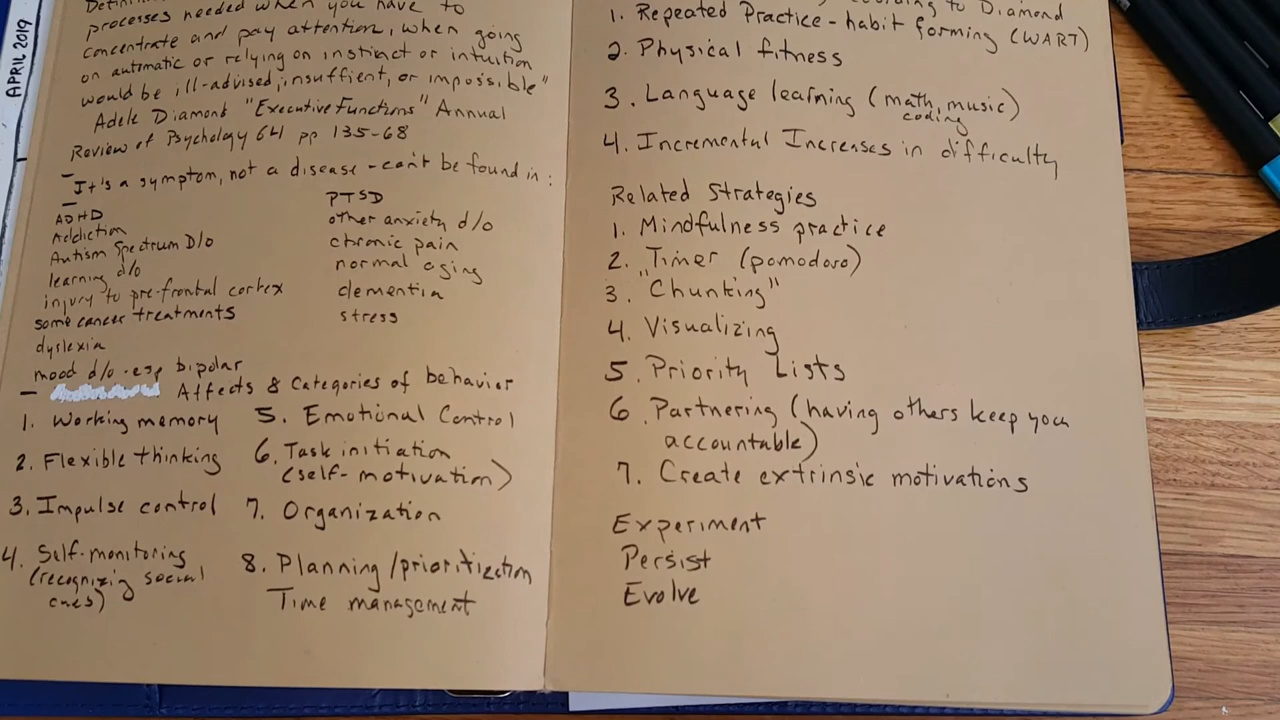 APRIL 2019
processes needed when you have to
concentrate and pay attention, when going
on automatic or relying on instinct or intuition
would be ill-advised, insufficient, or impossible"
Adele Diamond "Executive Functions" Annual
Review of Psychology 64 pp 135-68
- It's a symptom, not a disease - can't be found in:
-
ADHD
Addiction
Autism Spectrum D/o
learning d/o
injury to pre-frontal cortex
some cancer treatments
dyslexia
mood d/o - esp bipolar
PTSD
other anxiety d/o
chronic pain
normal aging
dementia
stress
- Affects 8 Categories of behavior
1. Working memory
2. Flexible thinking
3. Impulse control
4. Self-monitoring
(recognizing social
cues)
5. Emotional Control
6. Task initiation
(self-motivation)
7. Organization
8. Planning/prioritization
Time management
to Diamond
1. Repeated Practice - habit forming (WART)
2. Physical fitness
3. Language learning (math, music)
coding
4. Incremental Increases in difficulty
Related Strategies
1. Mindfulness practice
2. Timer (pomodoro)
3. "Chunking"
4. Visualizing
5. Priority Lists
6. Partnering (having others keep you
accountable)
7. Create extrinsic motivations
Experiment
Persist
Evolve